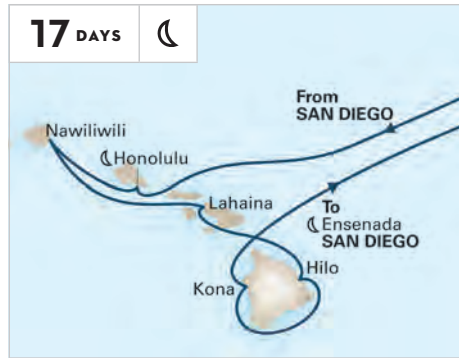 17 DAYS
From
SAN DIEGO
Nawiliwili
Honolulu
Lahaina
To
Ensenada
SAN DIEGO
Hilo
Kona